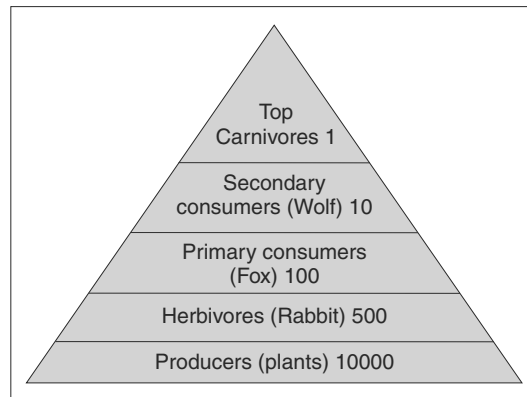 Top
Carnivores 1
Secondary
consumers (Wolf) 10
Primary consumers
(Fox) 100
Herbivores (Rabbit) 500
Producers (plants) 10000